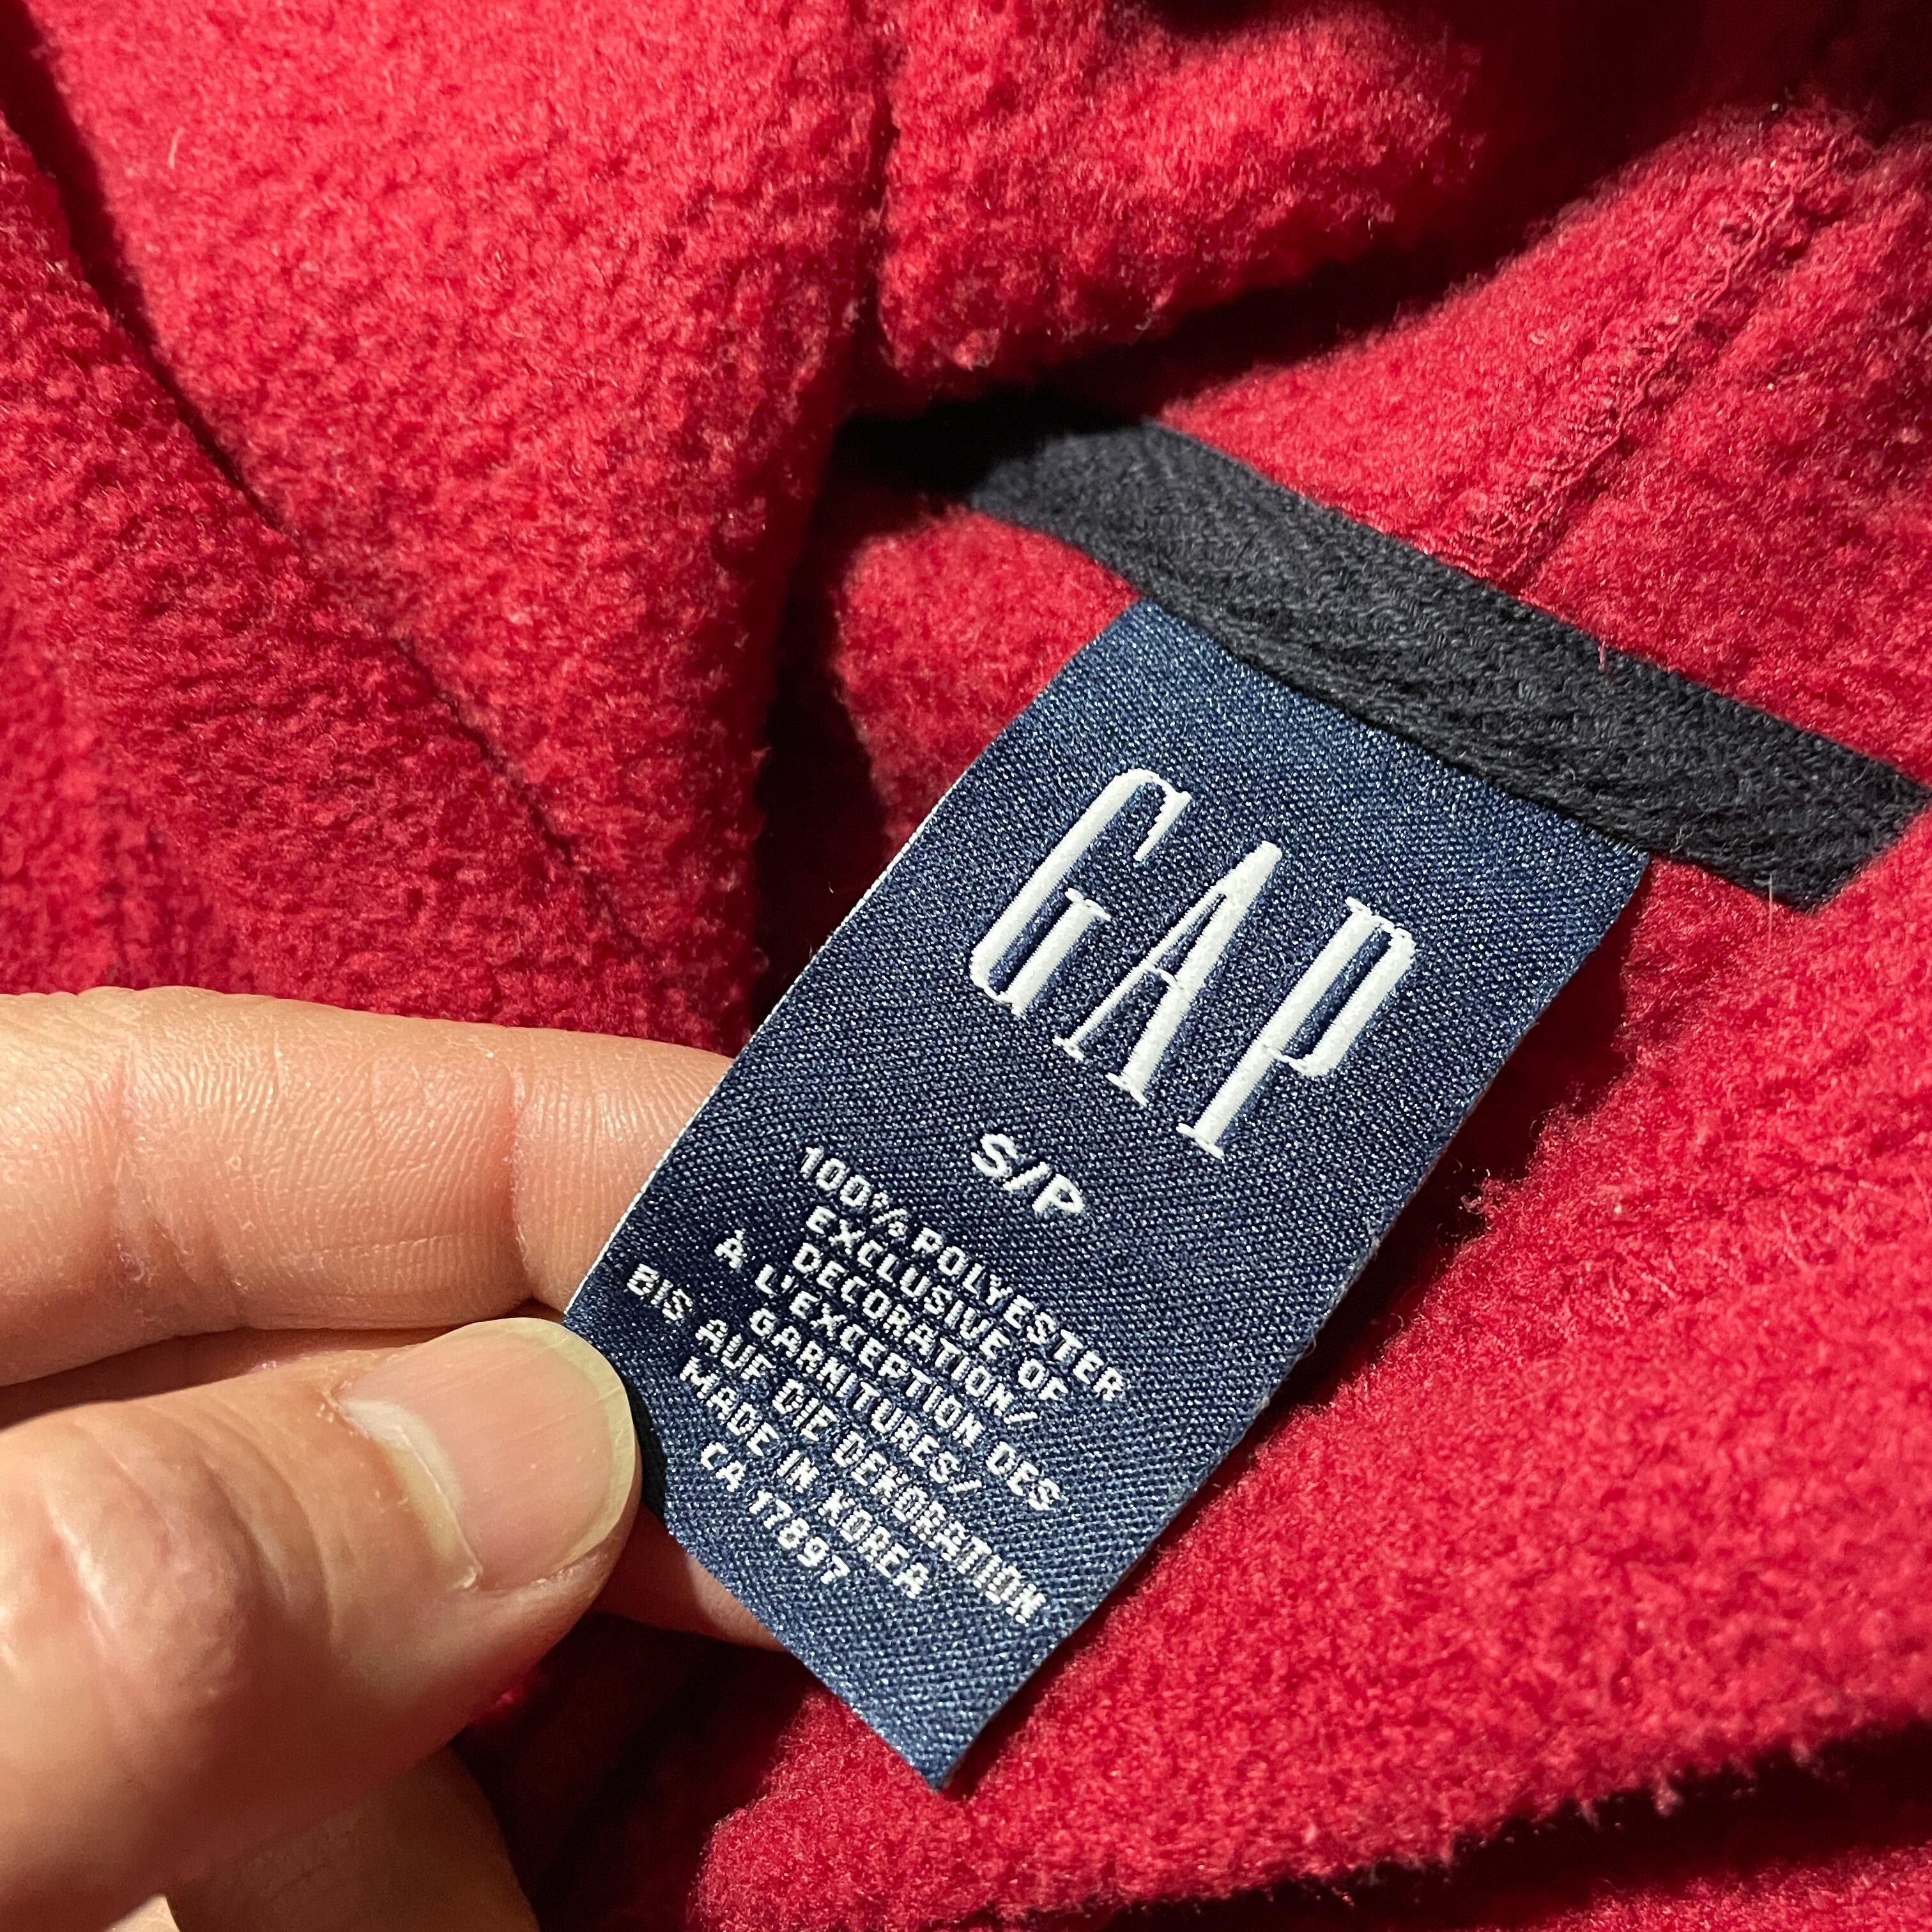 GAP
S/P
100% POLYESTER
EXCLUSIVE OF
DECORATION/
A L'EXCEPTION DES
GARNITURES/
BIS AUF DIE DEKORATION
MADE IN KOREA
CA 17897